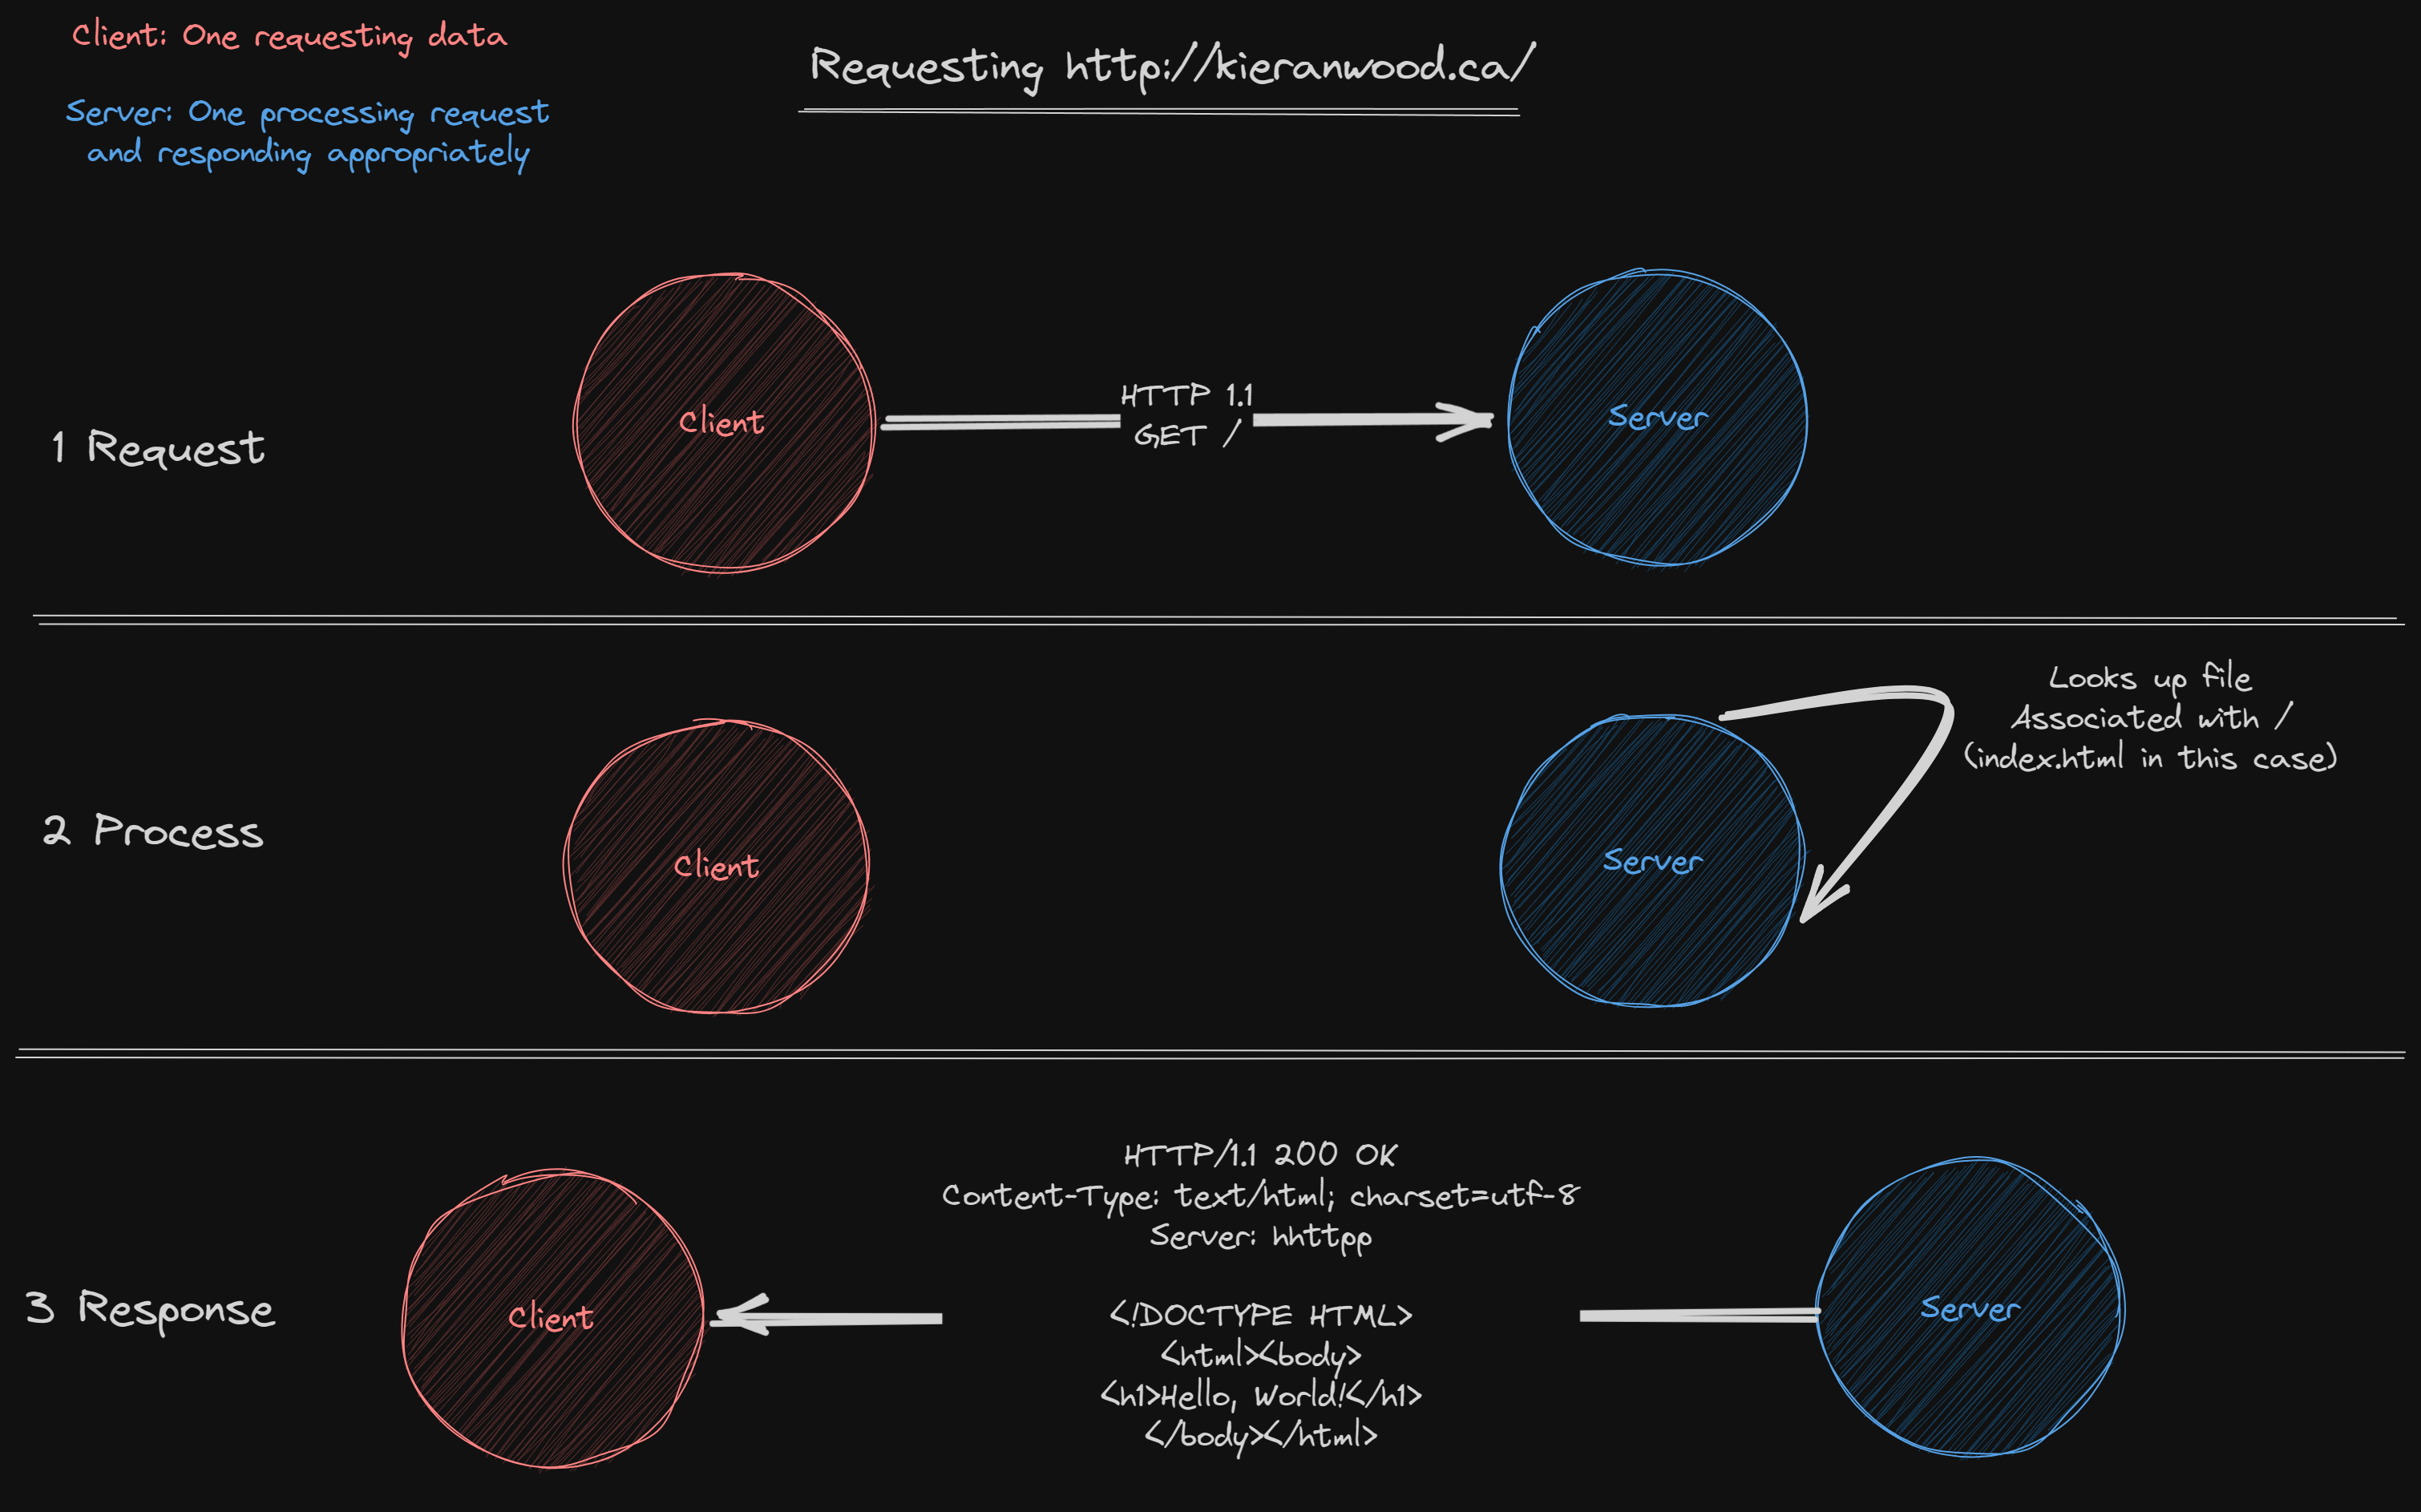 Client: One requesting data
Server: One processing request
and responding appropriately
Requesting http://kieranwood.ca/
1 Request
Client
HTTP 1.1
GET /
Server
2 Process
Client
Server
Looks up file
Associated with /
(index.html in this case)
3 Response
Client
HTTP/1.1 200 OK
Content-Type: text/html; charset=utf-8
Server: hhttpp
<!DOCTYPE HTML>
<html><body>
<h1>Hello, World!</h1>
</body></html>
Server